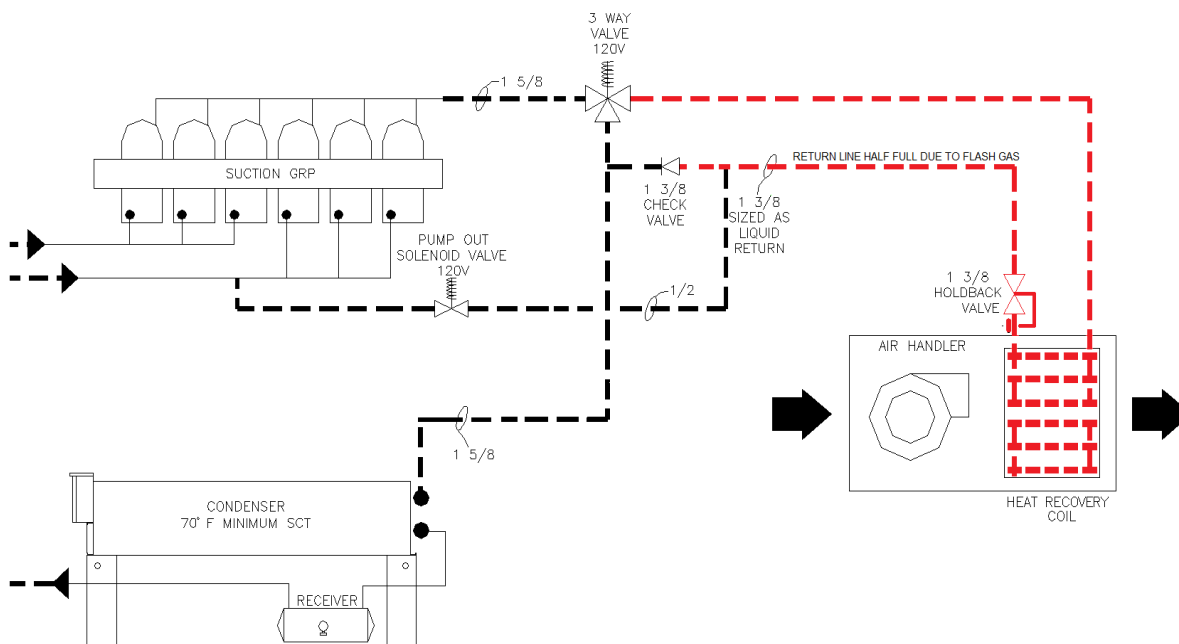 3 WAY
VALVE
120V
1 5/8
SUCTION GRP
RETURN LINE HALF FULL DUE TO FLASH GAS
1 3/8
CHECK
VALVE
1 3/8
SIZED AS
LIQUID
RETURN
PUMP OUT
SOLENOID VALVE
120V
1/2
1 3/8
HOLDBACK
VALVE
AIR HANDLER
1 5/8
CONDENSER
70° F MINIMUM SCT
HEAT RECOVERY
COIL
RECEIVER